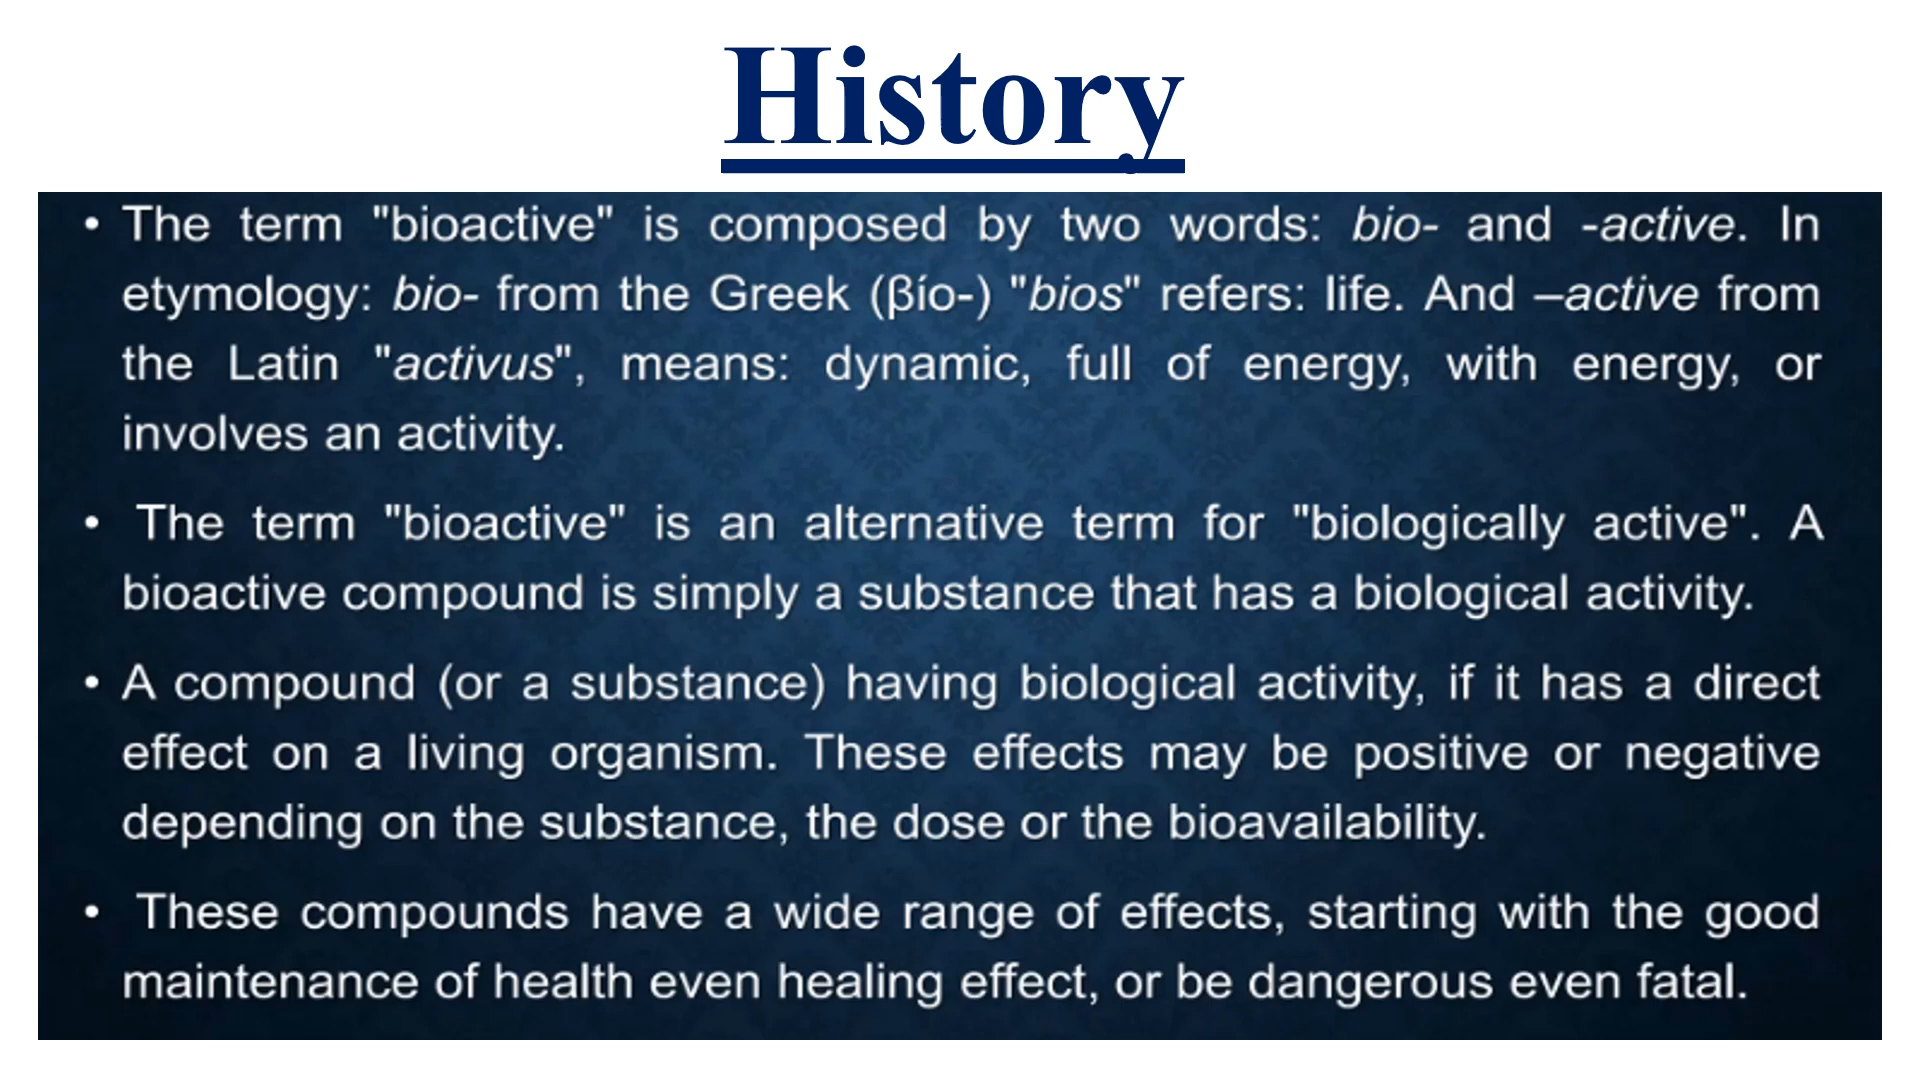 History
• The term "bioactive" is composed by two words: bio- and -active. In
etymology: bio- from the Greek (βίο-) "bios" refers: life. And –active from
the Latin "activus", means: dynamic, full of energy, with energy, or
involves an activity.
• The term "bioactive" is an alternative term for "biologically active". A
bioactive compound is simply a substance that has a biological activity.
• A compound (or a substance) having biological activity, if it has a direct
effect on a living organism. These effects may be positive or negative
depending on the substance, the dose or the bioavailability.
• These compounds have a wide range of effects, starting with the good
maintenance of health even healing effect, or be dangerous even fatal.